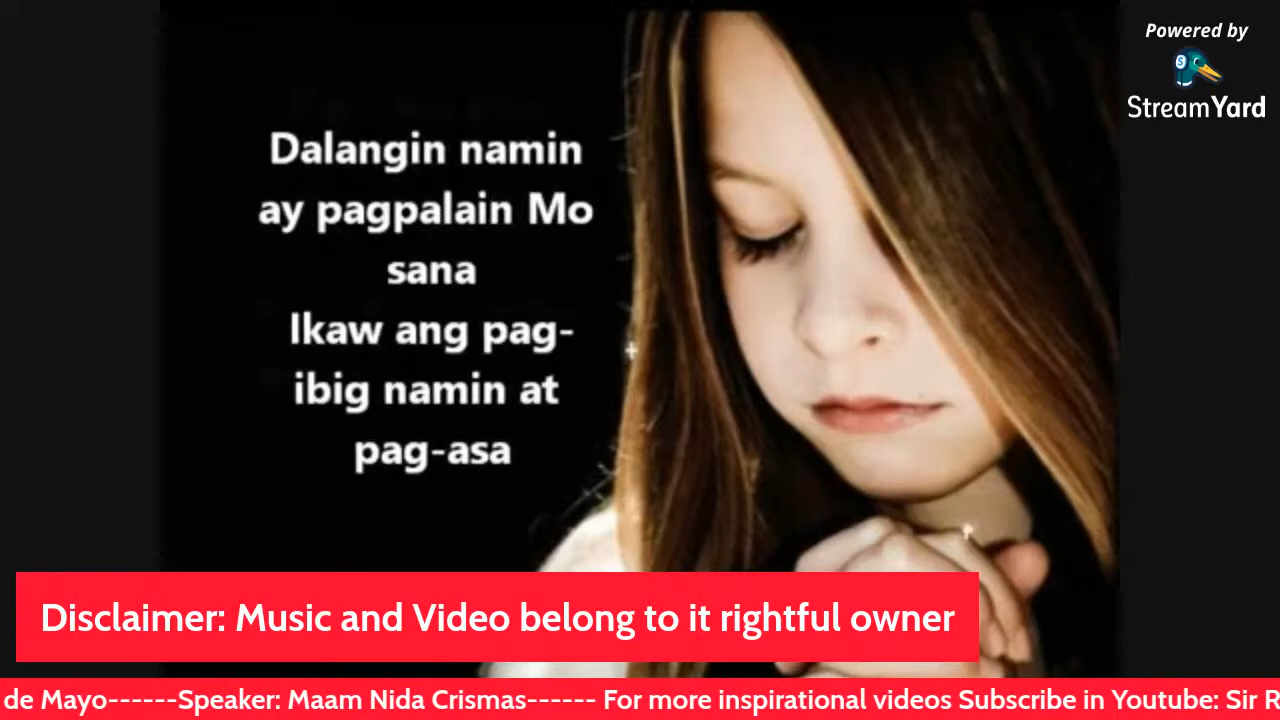 Powered by
StreamYard
Dalangin namin
ay pagpalain Mo
sana
Ikaw ang pag-
ibig namin at
pag-asa
Disclaimer: Music and Video belong to it rightful owner
de Mayo------Speaker: Maam Nida Crismas------ For more inspirational videos Subscribe in Youtube: Sir R